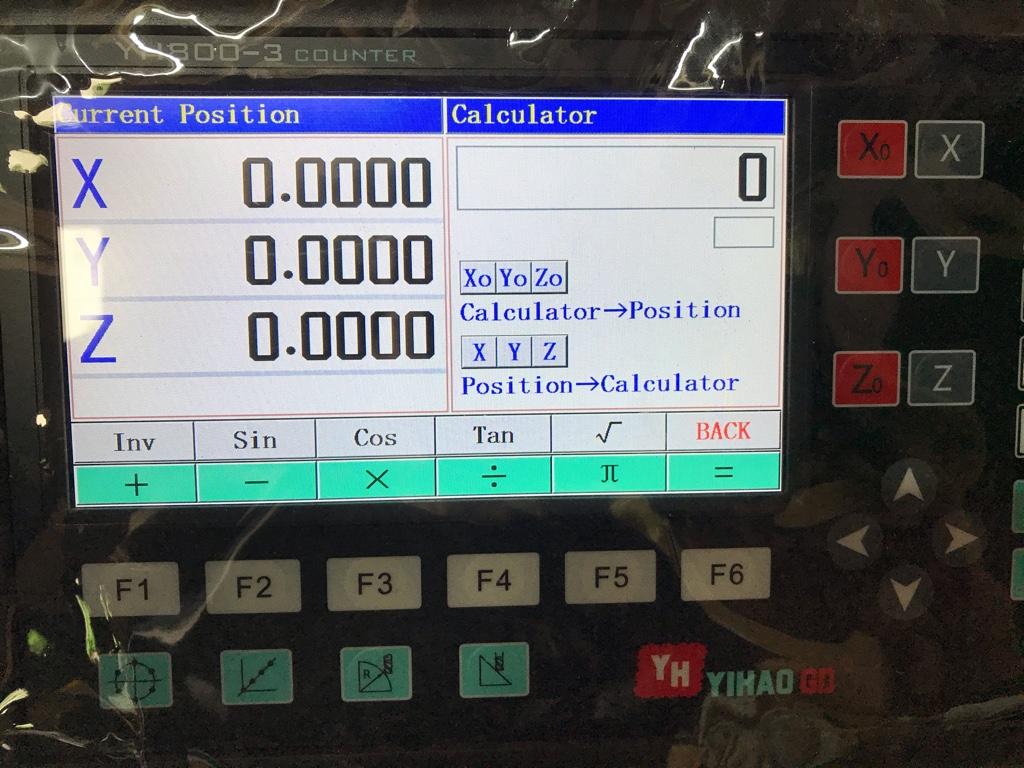 YH800-3 COUNTER
Current Position
Calculator
X 0.0000
Y 0.0000
Z 0.0000
0
Xo Yo Zo
Calculator→Position
X Y Z
Position→Calculator
Inv Sin Cos Tan √ BACK
+ − × ÷ π =
X0 X
Y0 Y
Z0 Z
F1 F2 F3 F4 F5 F6
R
YH YIHAO